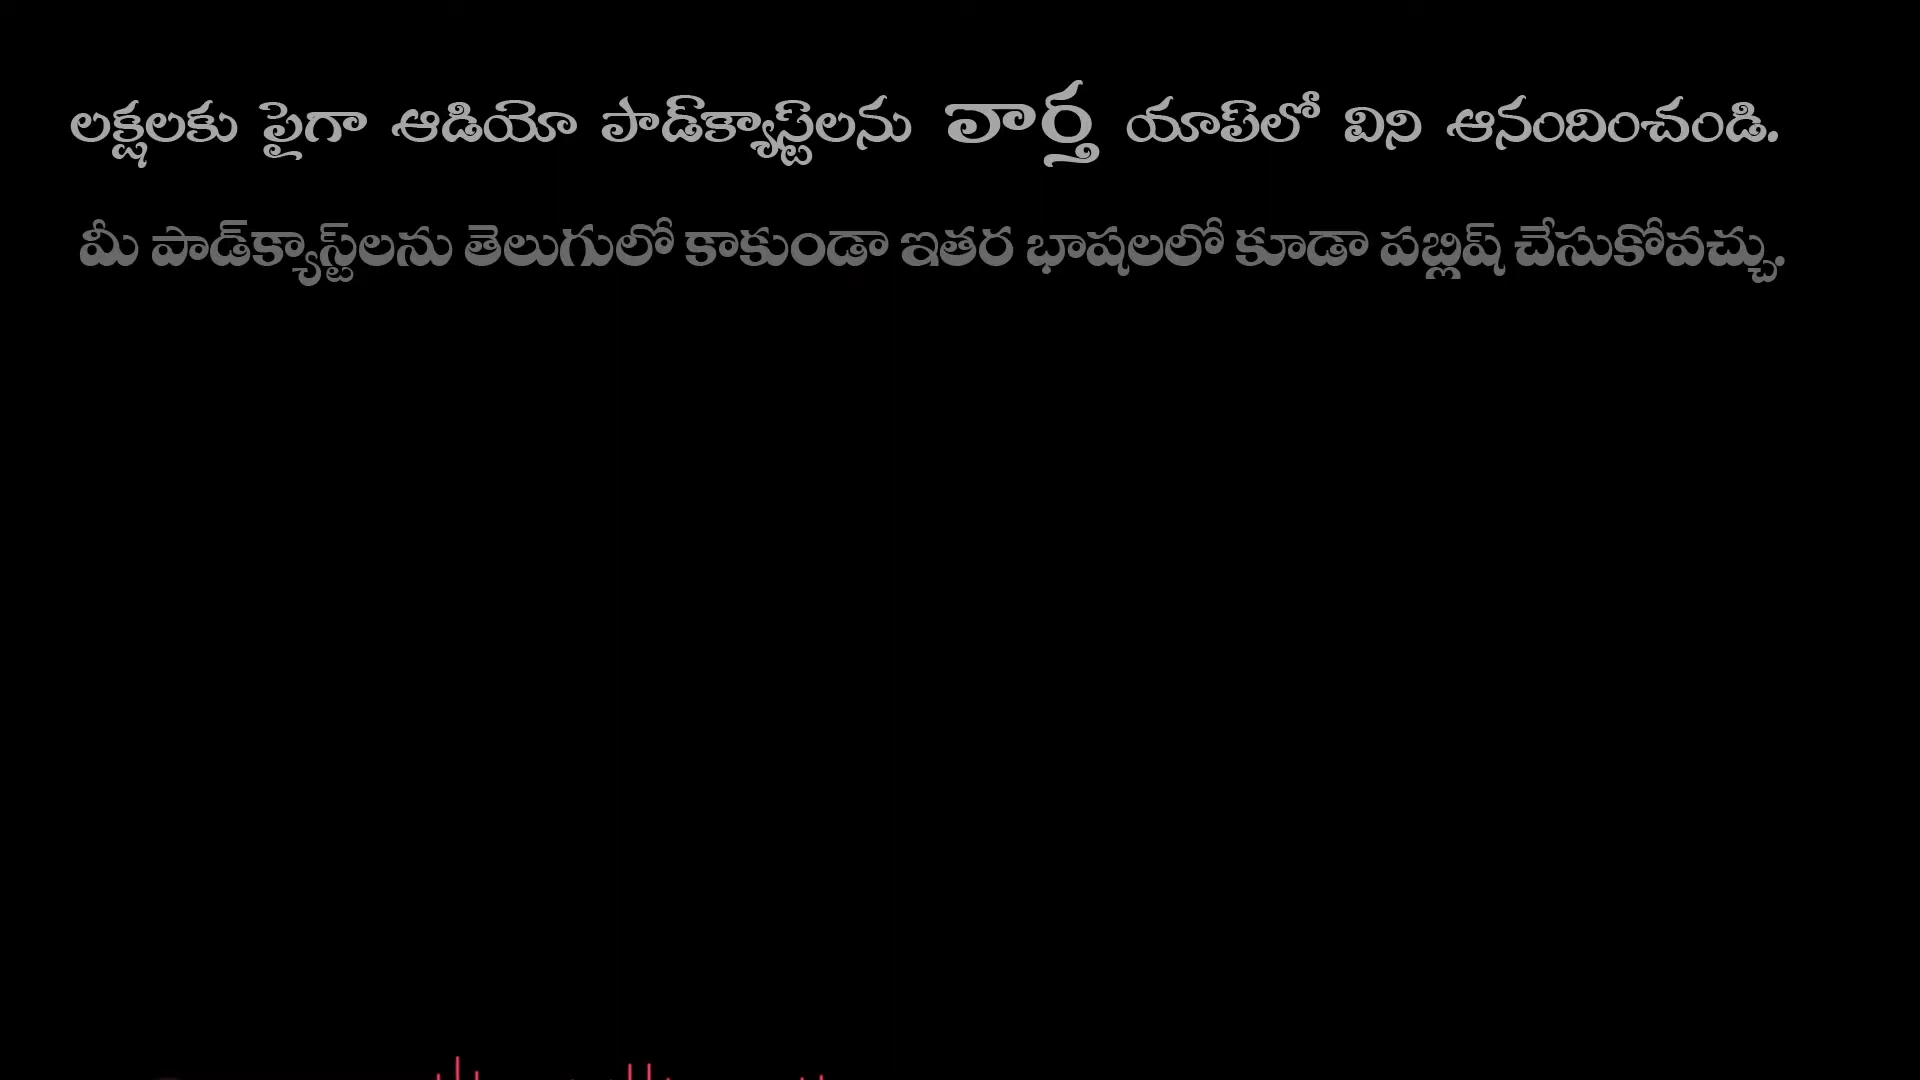 లక్షలకు పైగా ఆడియో పాడ్‌క్యాస్ట్‌లను వార్త యాప్‌లో విని ఆనందించండి.
మీ పాడ్‌క్యాస్ట్‌లను తెలుగులో కాకుండా ఇతర భాషలలో కూడా పబ్లిష్ చేసుకోవచ్చు.